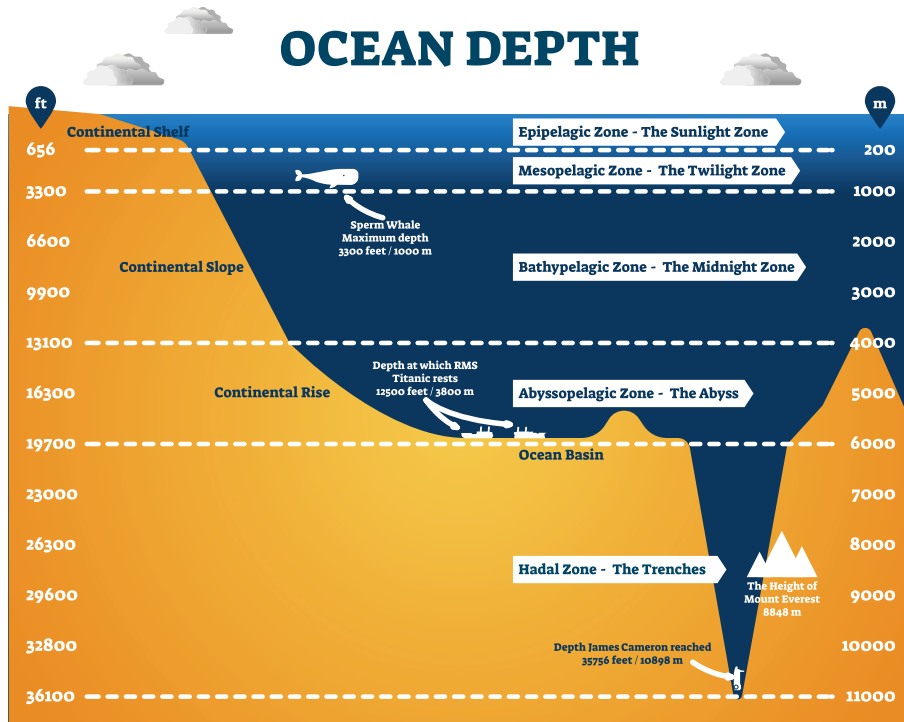 OCEAN DEPTH
ft
m
Continental Shelf
Epipelagic Zone - The Sunlight Zone
656
200
Mesopelagic Zone - The Twilight Zone
3300
1000
Sperm Whale
Maximum depth
3300 feet / 1000 m
6600
2000
Continental Slope
Bathypelagic Zone - The Midnight Zone
9900
3000
13100
4000
Depth at which RMS
Titanic rests
12500 feet / 3800 m
Continental Rise
Abyssopelagic Zone - The Abyss
16300
5000
19700
6000
Ocean Basin
23000
7000
26300
8000
Hadal Zone - The Trenches
The Height of
Mount Everest
8848 m
29600
9000
Depth James Cameron reached
35756 feet / 10898 m
32800
10000
36100
11000